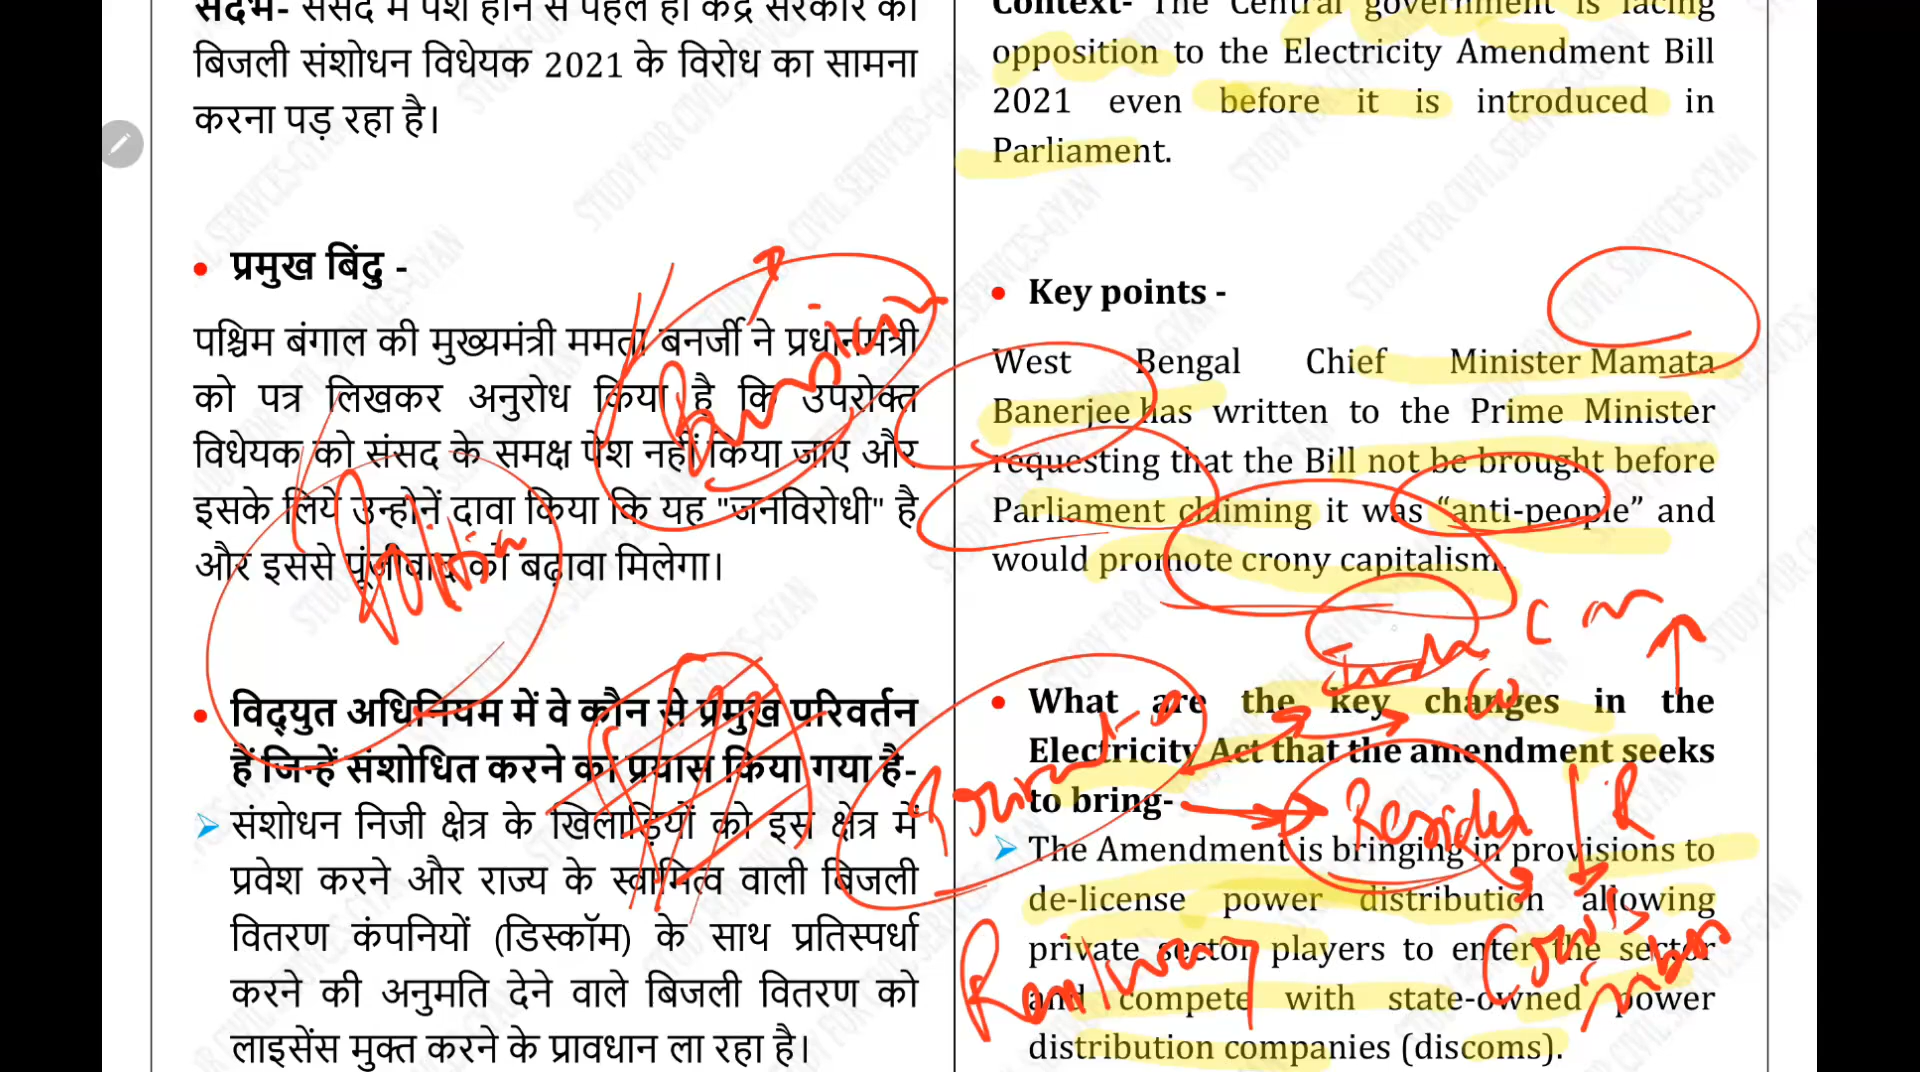 संदर्भ- संसद में पेश होने से पहले ही केंद्र सरकार को
बिजली संशोधन विधेयक 2021 के विरोध का सामना
करना पड़ रहा है।
प्रमुख बिंदु -
पश्चिम बंगाल की मुख्यमंत्री ममता बनर्जी ने प्रधानमंत्री
को पत्र लिखकर अनुरोध किया है कि उपरोक्त
विधेयक को संसद के समक्ष पेश नहीं किया जाए और
इसके लिये उन्होनें दावा किया कि यह "जनविरोधी" है
और इससे पूंजीवाद को बढ़ावा मिलेगा।
विद्युत अधिनियम में वे कौन से प्रमुख परिवर्तन
हैं जिन्हें संशोधित करने का प्रयास किया गया है-
संशोधन निजी क्षेत्र के खिलाड़ियों को इस क्षेत्र में
प्रवेश करने और राज्य के स्वामित्व वाली बिजली
वितरण कंपनियों (डिस्कॉम) के साथ प्रतिस्पर्धा
करने की अनुमति देने वाले बिजली वितरण को
लाइसेंस मुक्त करने के प्रावधान ला रहा है।
Context- The Central government is facing
opposition to the Electricity Amendment Bill
2021 even before it is introduced in
Parliament.
Key points -
West Bengal Chief Minister Mamata
Banerjee has written to the Prime Minister
requesting that the Bill not be brought before
Parliament claiming it was “anti-people” and
would promote crony capitalism.
What are the key changes in the
Electricity Act that the amendment seeks
to bring-
The Amendment is bringing in provisions to
de-license power distribution allowing
private sector players to enter the sector
and compete with state-owned power
distribution companies (discoms).
STUDY FOR CIVIL SERIVCES-GYAN